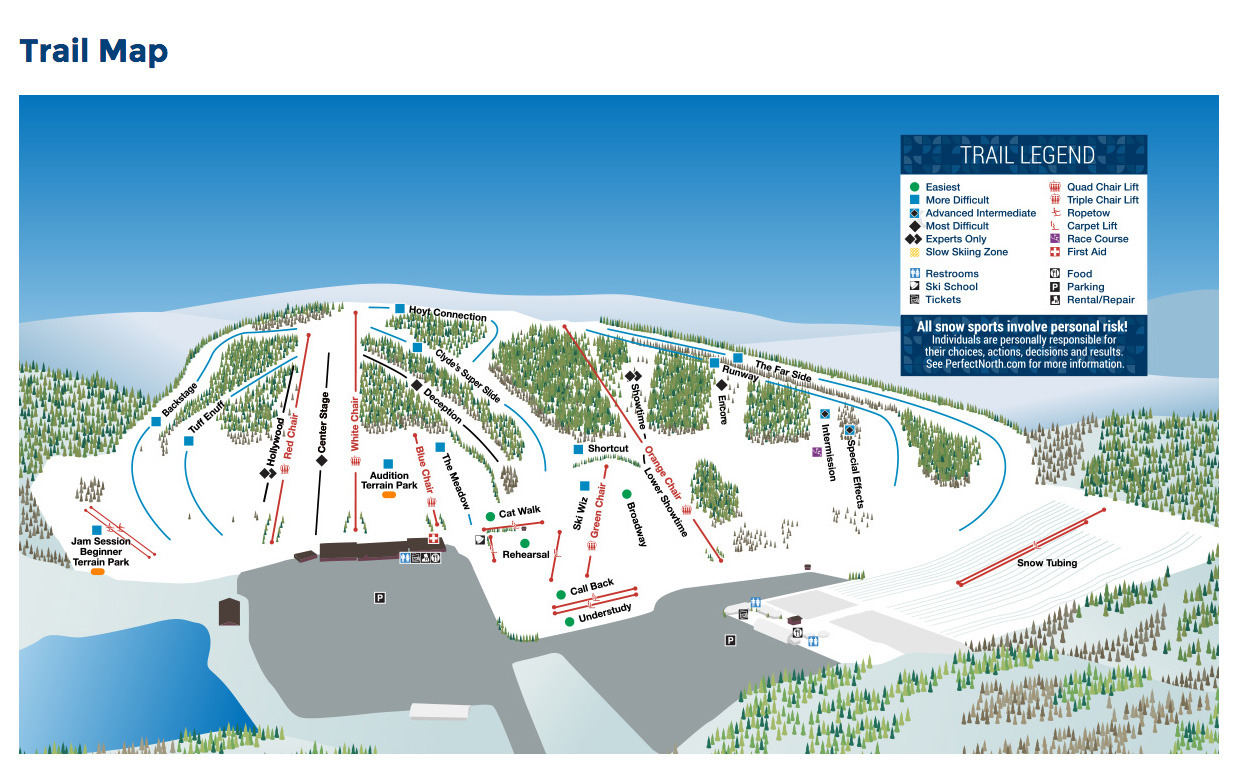 Trail Map
TRAIL LEGEND
Easiest
More Difficult
Advanced Intermediate
Most Difficult
Experts Only
Slow Skiing Zone
Quad Chair Lift
Triple Chair Lift
Ropetow
Carpet Lift
Race Course
First Aid
Restrooms
Ski School
Tickets
Food
Parking
Rental/Repair
All snow sports involve personal risk!
Individuals are personally responsible for
their choices, actions, decisions and results.
See PerfectNorth.com for more information.
Hoyt Connection
Clyde's Super Slide
Deception
Backstage
Tuff Enuff
Hollywood
Red Chair
Center Stage
White Chair
Audition
Terrain Park
Blue Chair
The Meadow
Jam Session
Beginner
Terrain Park
Cat Walk
Rehearsal
Shortcut
Ski Wiz
Green Chair
Broadway
Call Back
Understudy
Showtime
Lower Showtime
Orange Chair
Encore
Runway
The Far Side
Intermission
Special Effects
Snow Tubing
P
P